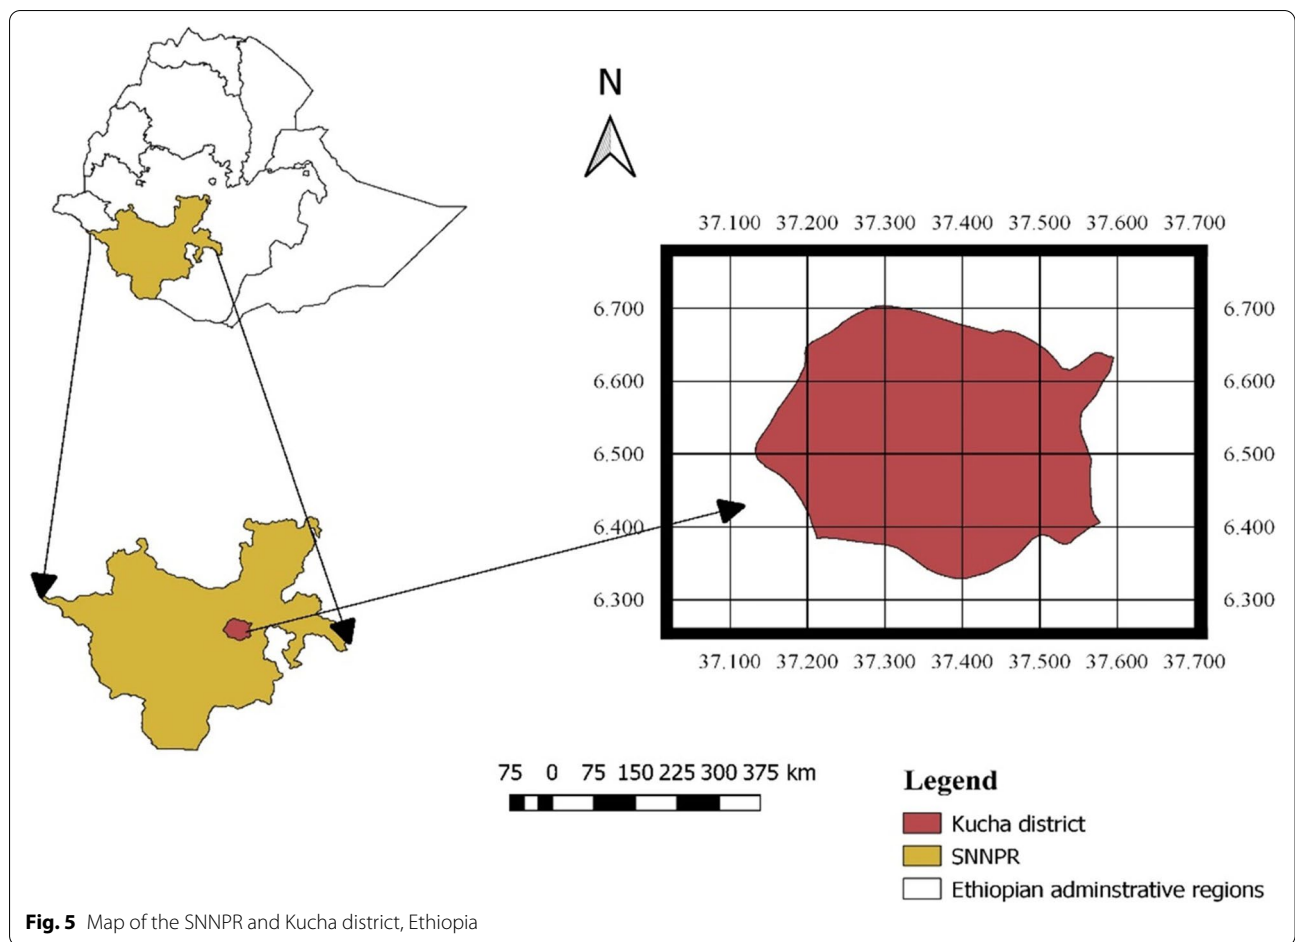 N
37.100 37.200 37.300 37.400 37.500 37.600 37.700
6.700 6.700
6.600 6.600
6.500 6.500
6.400 6.400
6.300 6.300
37.100 37.200 37.300 37.400 37.500 37.600 37.700
75 0 75 150 225 300 375 km
Legend
Kucha district
SNNPR
Ethiopian adminstrative regions
Fig. 5 Map of the SNNPR and Kucha district, Ethiopia